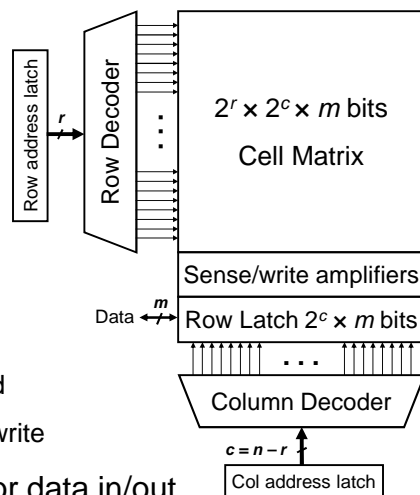 Row address latch
r
Row Decoder
. . .
2^r × 2^c × m bits
Cell Matrix
Sense/write amplifiers
Data
m
Row Latch 2^c × m bits
. . .
Column Decoder
c = n – r
Col address latch
or data in/out